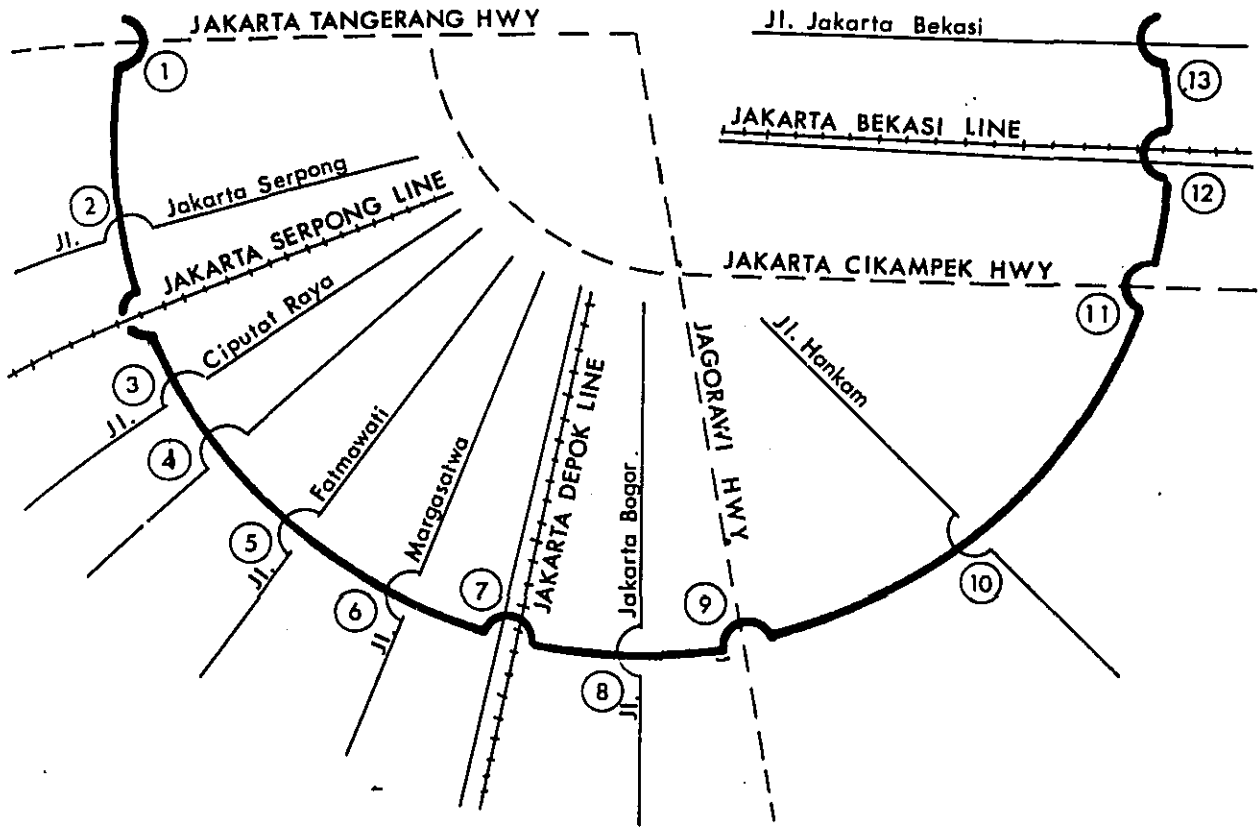 JAKARTA TANGERANG HWY
Jl. Jakarta Bekasi
1
13
JAKARTA BEKASI LINE
12
2
Jl. Jakarta Serpong
JAKARTA SERPONG LINE
JAKARTA CIKAMPEK HWY
11
3
Jl. Ciputat Raya
4
5
Jl. Fatmawati
6
Jl. Margasatwa
7
JAKARTA DEPOK LINE
8
Jl. Jakarta Bogor
9
JAGORAWI HWY
Jl. Hankam
10